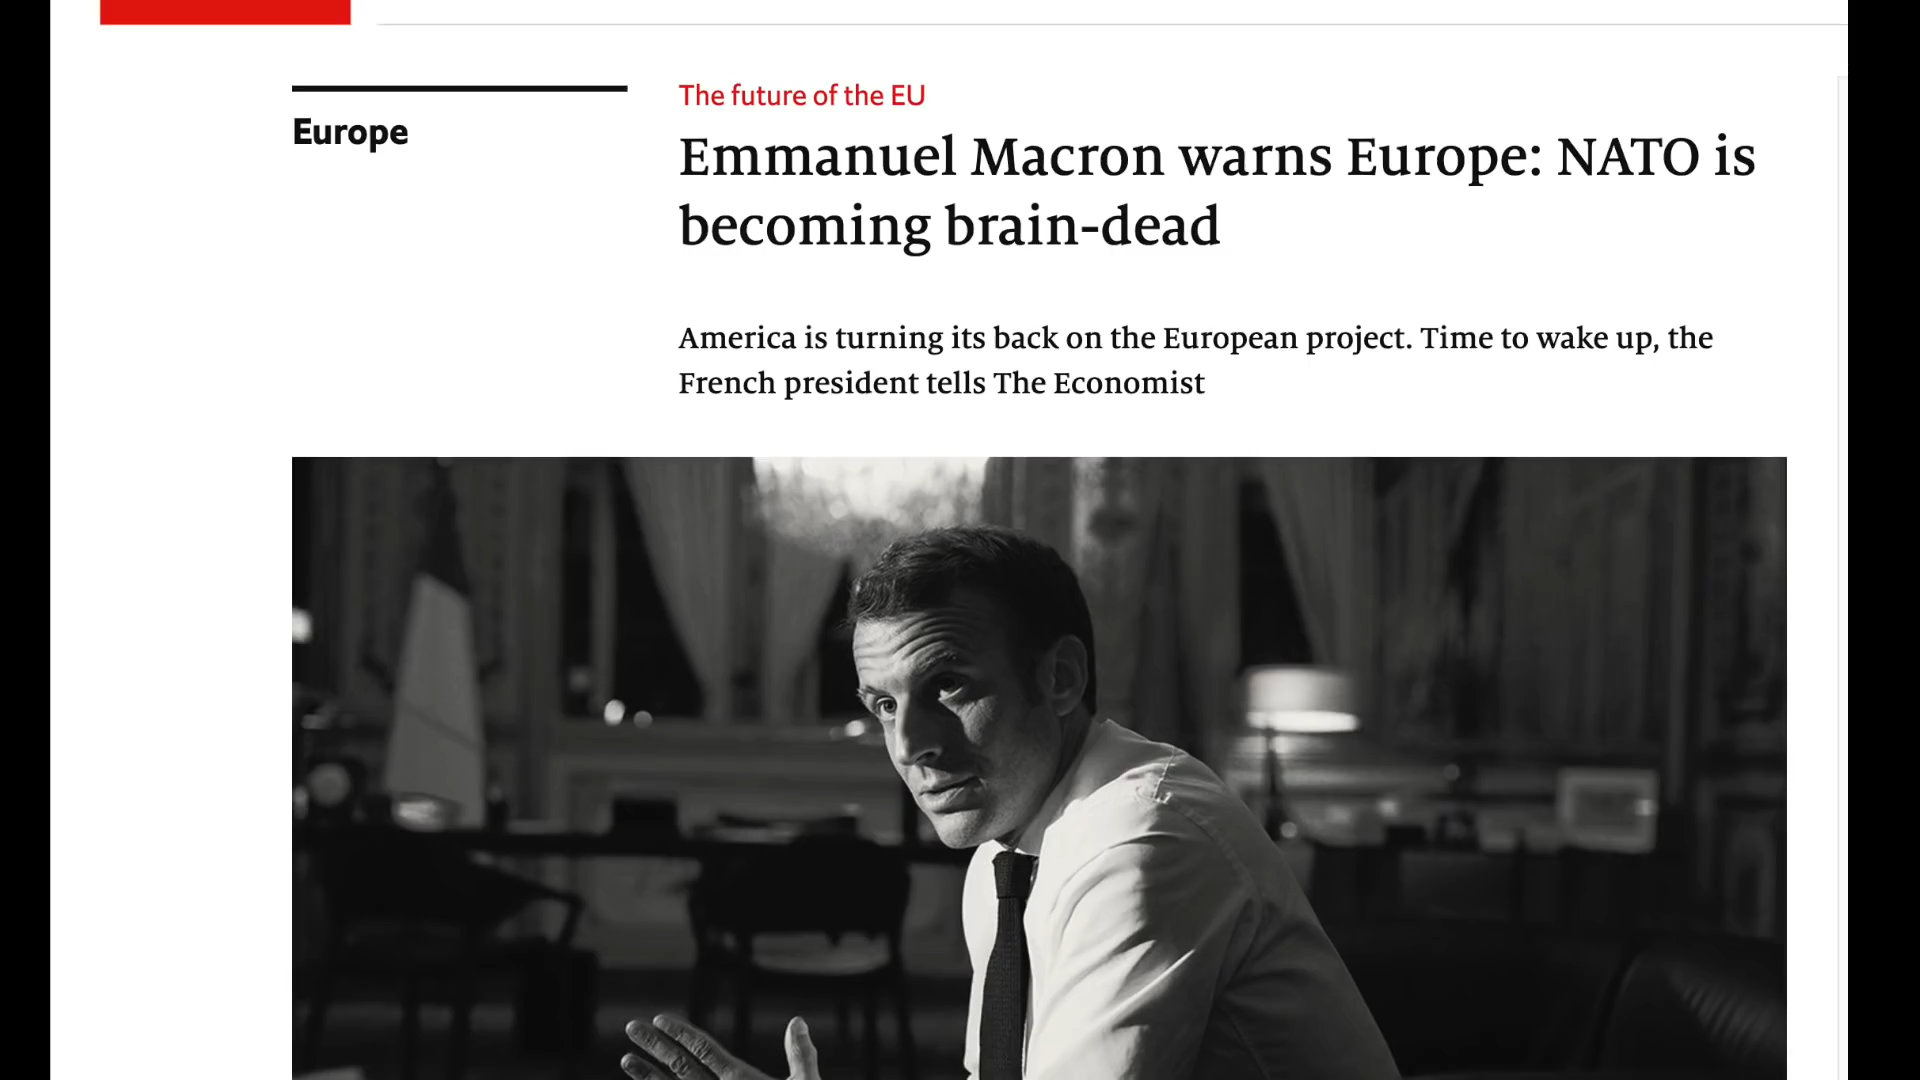 Europe
The future of the EU
Emmanuel Macron warns Europe: NATO is
becoming brain-dead
America is turning its back on the European project. Time to wake up, the
French president tells The Economist